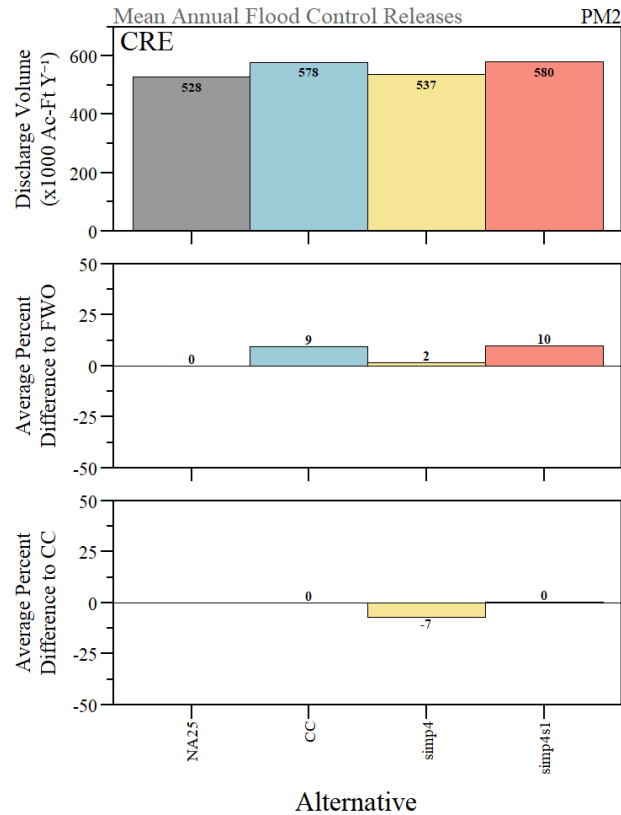 Mean Annual Flood Control Releases PM2
CRE
Discharge Volume
(x1000 Ac-Ft Y⁻¹)
600
400
200
0
528
578
537
580
Average Percent
Difference to FWO
50
25
0
-25
-50
0
9
2
10
Average Percent
Difference to CC
50
25
0
-25
-50
0
-7
0
NA25
CC
simp4
simp4s1
Alternative